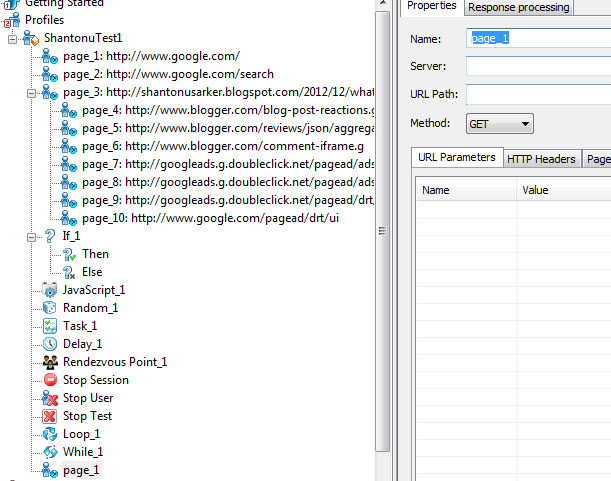 Getting Started
Profiles
ShantonuTest1
page_1: http://www.google.com/
page_2: http://www.google.com/search
page_3: http://shantonusarker.blogspot.com/2012/12/what
page_4: http://www.blogger.com/blog-post-reactions.g
page_5: http://www.blogger.com/reviews/json/aggrega
page_6: http://www.blogger.com/comment-iframe.g
page_7: http://googleads.g.doubleclick.net/pagead/ads
page_8: http://googleads.g.doubleclick.net/pagead/ads
page_9: http://googleads.g.doubleclick.net/pagead/drt,
page_10: http://www.google.com/pagead/drt/ui
If_1
Then
Else
JavaScript_1
Random_1
Task_1
Delay_1
Rendezvous Point_1
Stop Session
Stop User
Stop Test
Loop_1
While_1
page_1
Properties
Response processing
Name: page_1
Server:
URL Path:
Method: GET
URL Parameters
HTTP Headers
Page
Name
Value